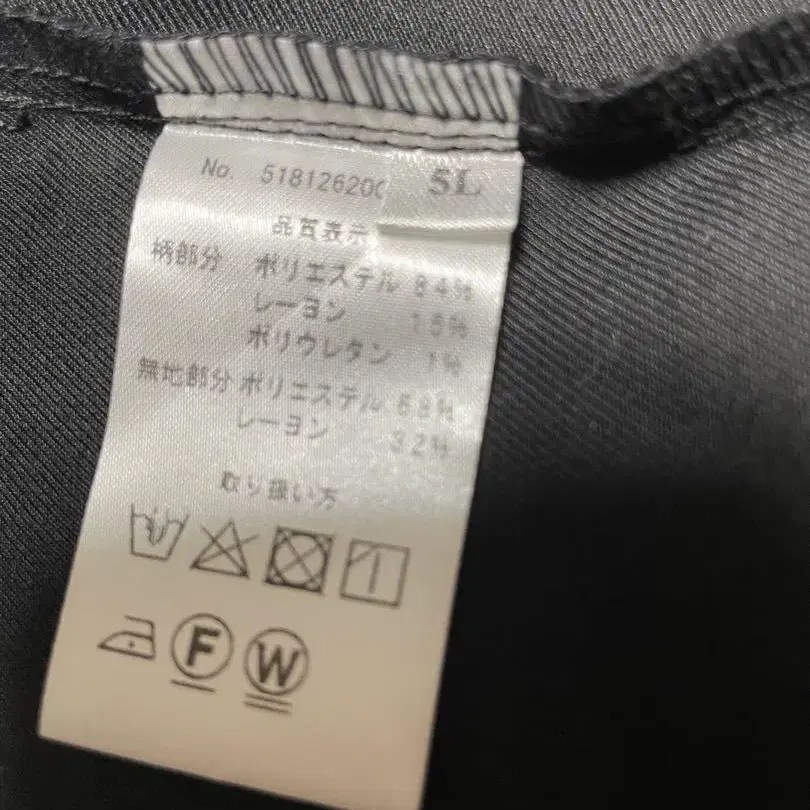 No. 518126200 5L
品質表示
柄部分 ポリエステル 84%
レーヨン 15%
ポリウレタン 1%
無地部分 ポリエステル 68%
レーヨン 32%
取り扱い方
F W